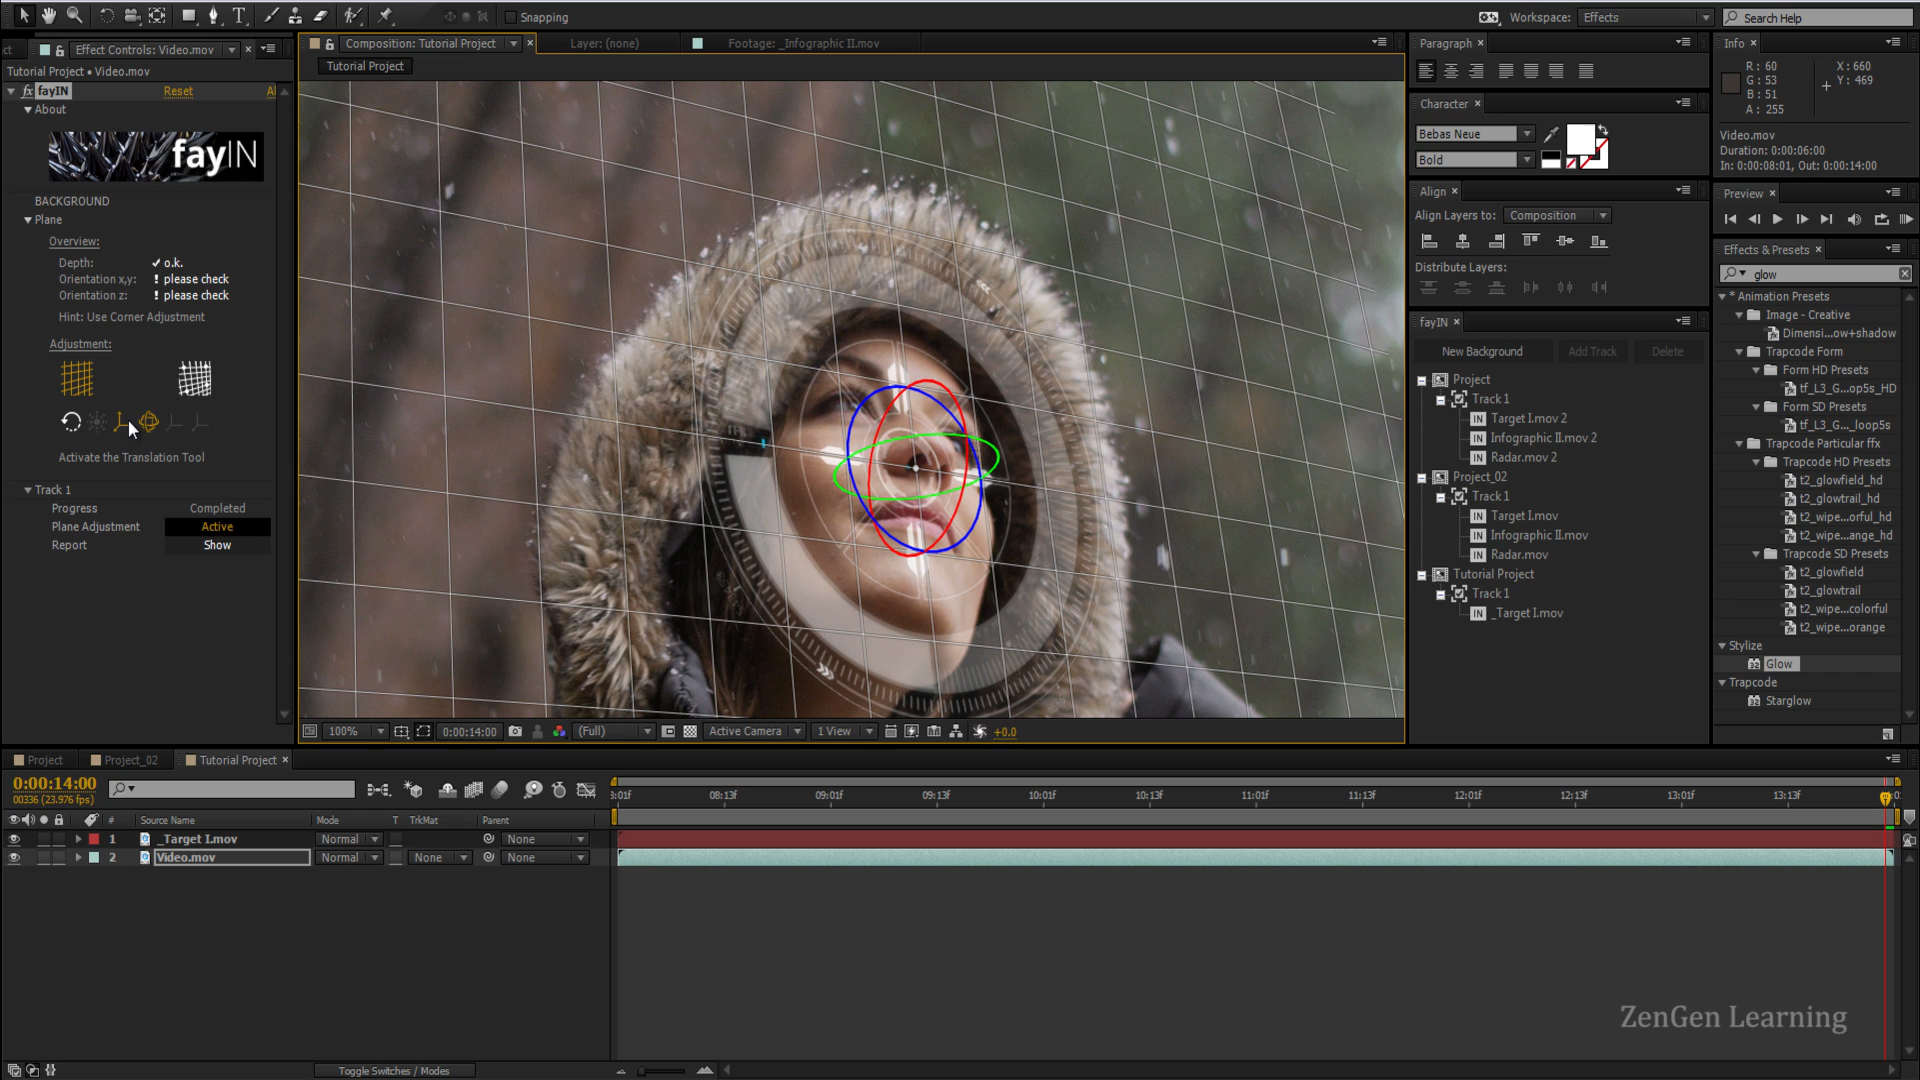 Snapping
Workspace: Effects
Search Help
ct
Effect Controls: Video.mov
Composition: Tutorial Project
Layer: (none)
Footage: _Infographic II.mov
Paragraph
Info
Tutorial Project • Video.mov
Tutorial Project
R: 60
G: 53
B: 51
A: 255
X: 660
Y: 469
fx fayIN
Reset
Al
About
fayIN
BACKGROUND
Plane
Overview:
Depth: o.k.
Orientation x,y: ! please check
Orientation z: ! please check
Hint: Use Corner Adjustment
Adjustment:
Activate the Translation Tool
Track 1
Progress Completed
Plane Adjustment Active
Report Show
Character
Bebas Neue
Bold
Video.mov
Duration: 0:00:06:00
In: 0:00:08:01, Out: 0:00:14:00
Align
Align Layers to: Composition
Distribute Layers:
Preview
Effects & Presets
glow
fayIN
New Background
Add Track
Delete
Project
Track 1
IN Target I.mov 2
IN Infographic II.mov 2
IN Radar.mov 2
Project_02
Track 1
IN Target I.mov
IN Infographic II.mov
IN Radar.mov
Tutorial Project
Track 1
IN _Target I.mov
* Animation Presets
Image - Creative
Dimensi...ow+shadow
Trapcode Form
Form HD Presets
tf_L3_G...op5s_HD
Form SD Presets
tf_L3_G..._loop5s
Trapcode Particular ffx
Trapcode HD Presets
t2_glowfield_hd
t2_glowtrail_hd
t2_wipe...orful_hd
t2_wipe...ange_hd
Trapcode SD Presets
t2_glowfield
t2_glowtrail
t2_wipe...colorful
t2_wipe...orange
Stylize
Glow
Trapcode
Starglow
100%
0:00:14:00
(Full)
Active Camera
1 View
+0.0
Project
Project_02
Tutorial Project
0:00:14:00
00336 (23.976 fps)
# Source Name Mode T TrkMat Parent
1 _Target I.mov Normal None
2 Video.mov Normal None None
8:01f 08:13f 09:01f 09:13f 10:01f 10:13f 11:01f 11:13f 12:01f 12:13f 13:01f 13:13f
ZenGen Learning
Toggle Switches / Modes